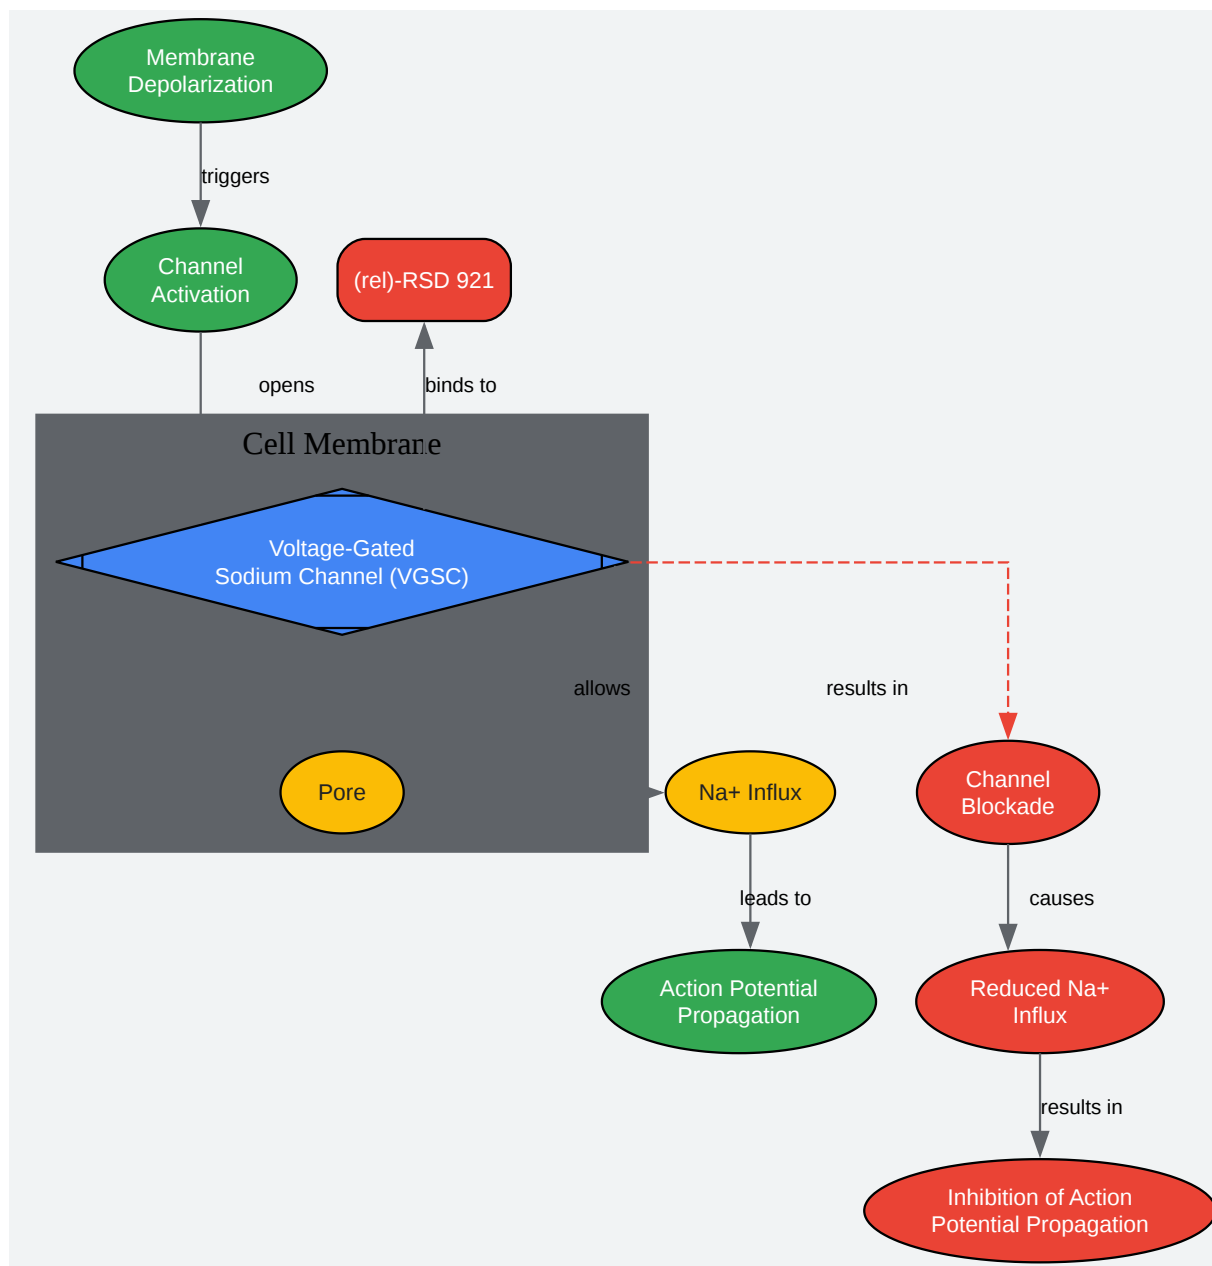 Membrane
Depolarization
triggers
Channel
Activation
(rel)-RSD 921
opens
binds to
Cell Membrane
Voltage-Gated
Sodium Channel (VGSC)
allows
results in
Pore
Na+ Influx
Channel
Blockade
leads to
causes
Action Potential
Propagation
Reduced Na+
Influx
results in
Inhibition of Action
Potential Propagation